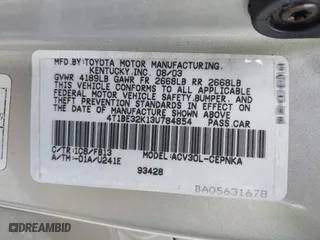 MFD. BY TOYOTA MOTOR MANUFACTURING,
KENTUCKY,INC. 08/03
GVWR 4189LB GAWR FR 2668LB RR 2668LB
THIS VEHICLE CONFORMS TO ALL APPLICABLE
FEDERAL MOTOR VEHICLE SAFETY, BUMPER, AND
THEFT PREVENTION STANDARDS IN EFFECT ON
THE DATE OF MANUFACTURE SHOWN ABOVE.
4T1BE32K13U784854 PASS.CAR
C/TR:1C8/FB13 MODEL:ACV30L-CEPNKA
A/TM:-01A/U241E
93428
BA0563167B